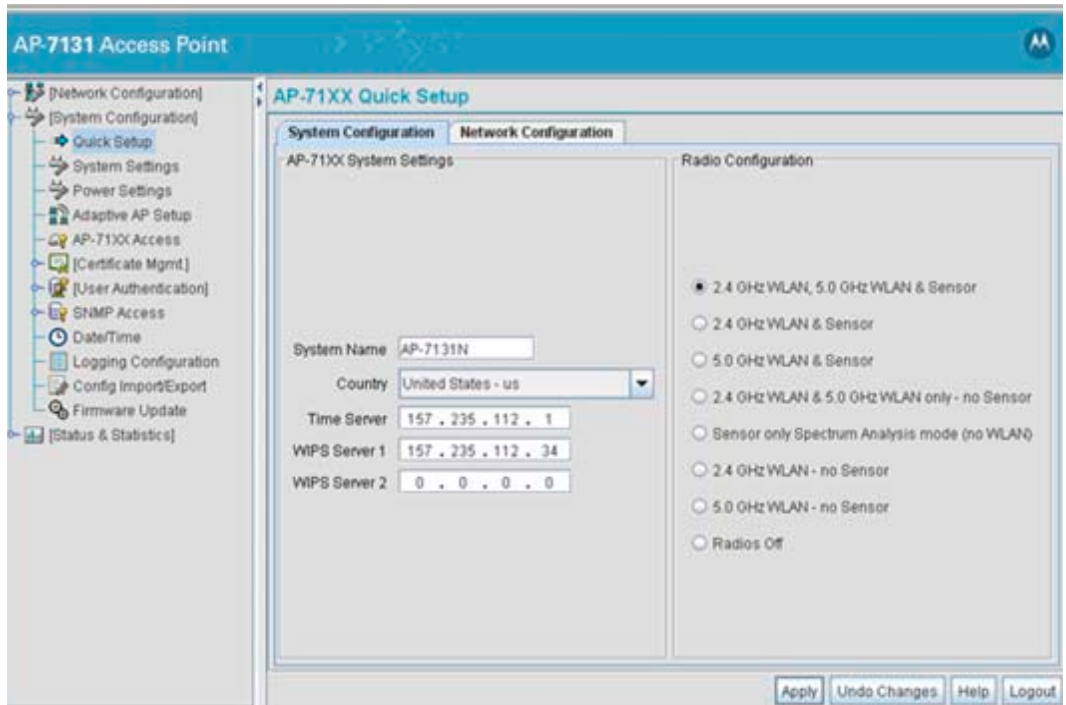 AP-7131 Access Point
[Network Configuration]
[System Configuration]
Quick Setup
System Settings
Power Settings
Adaptive AP Setup
AP-71XX Access
[Certificate Mgmt.]
[User Authentication]
SNMP Access
Date/Time
Logging Configuration
Config Import/Export
Firmware Update
[Status & Statistics]
AP-71XX Quick Setup
System Configuration
Network Configuration
AP-71XX System Settings
System Name AP-7131N
Country United States - us
Time Server 157 . 235 . 112 . 1
WIPS Server 1 157 . 235 . 112 . 34
WIPS Server 2 0 . 0 . 0 . 0
Radio Configuration
2.4 GHz WLAN, 5.0 GHz WLAN & Sensor
2.4 GHz WLAN & Sensor
5.0 GHz WLAN & Sensor
2.4 GHz WLAN & 5.0 GHz WLAN only - no Sensor
Sensor only Spectrum Analysis mode (no WLAN)
2.4 GHz WLAN - no Sensor
5.0 GHz WLAN - no Sensor
Radios Off
Apply
Undo Changes
Help
Logout